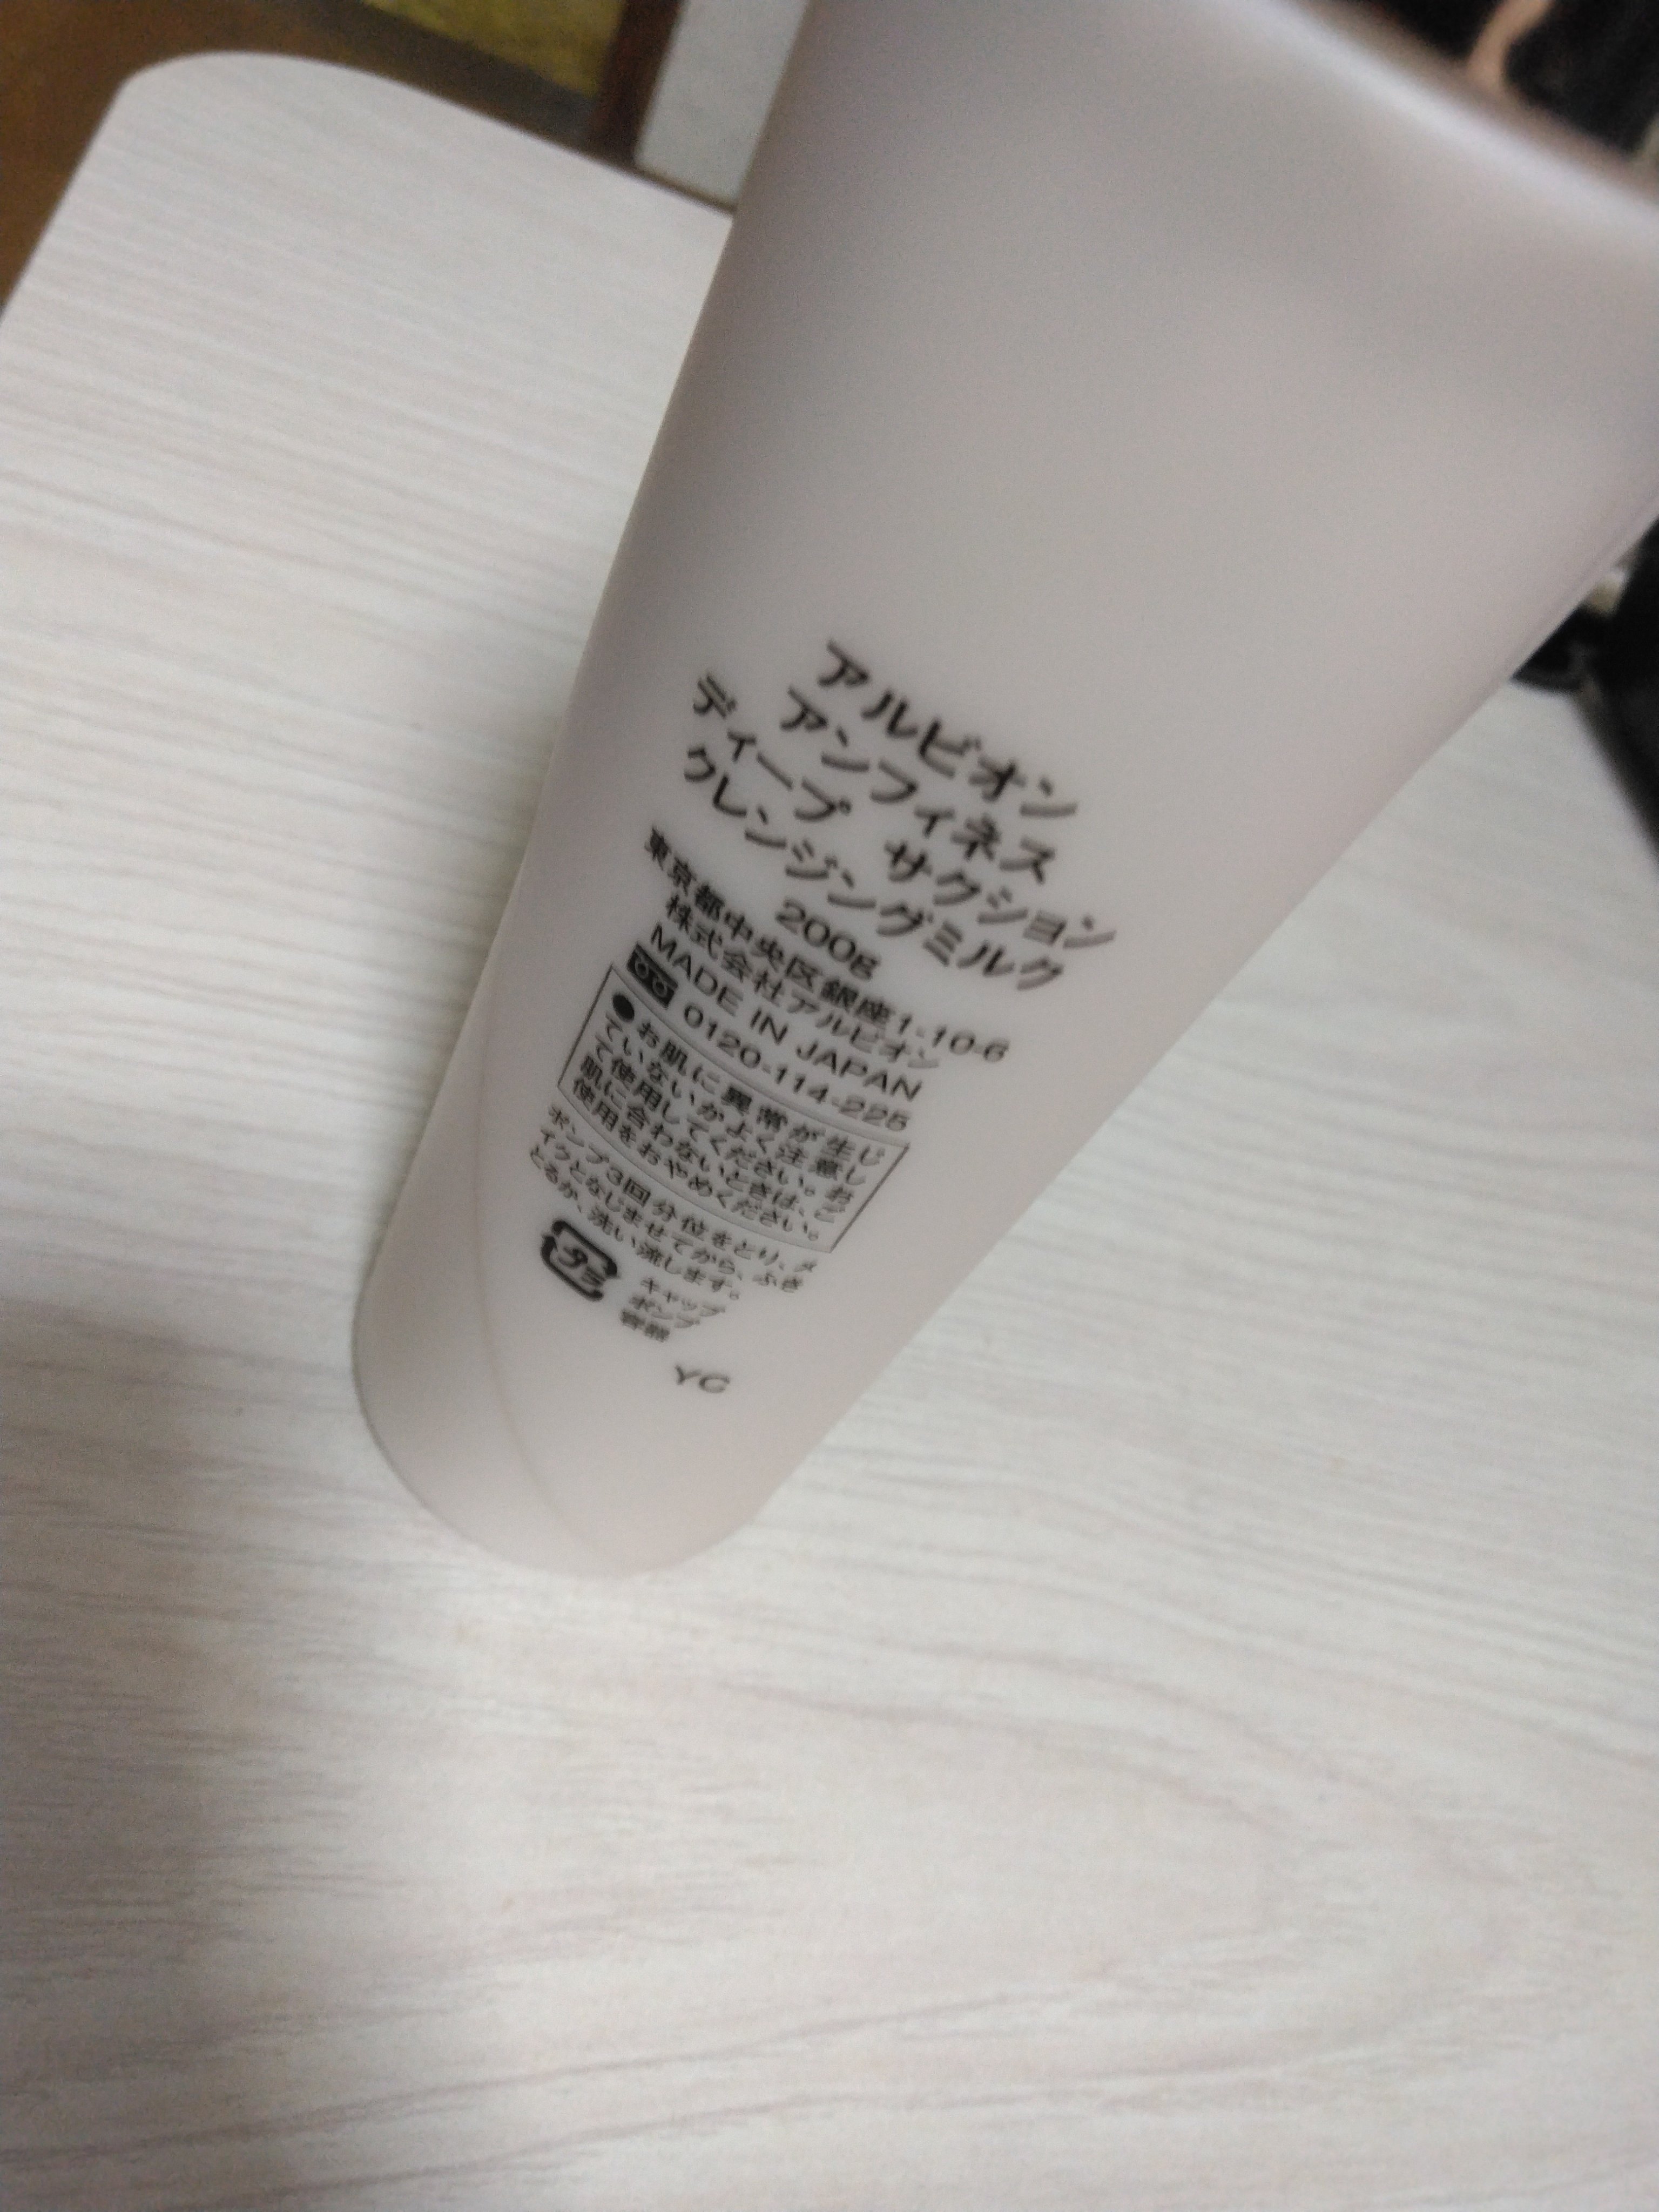 アルビオン
アンフィネス
ディープ サクション
クレンジングミルク
200g
東京都中央区銀座1-10-6
株式会社アルビオン
MADE IN JAPAN
0120-114-225
●お肌に異常が生じ
ていないかよく注意し
て使用してください。お
肌に合わないときは、ご
使用をおやめください。
ポンプ3回分位をとり、メ
イクとなじませてから、ふき
とるか、洗い流します。
プラ
キャップ
ポンプ
容器
YC